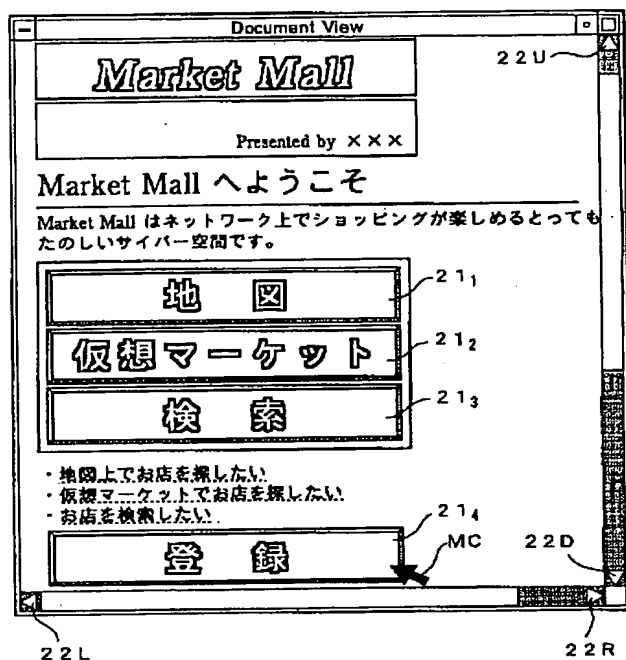 Document View
22U
Market Mall
Presented by ×××
Market Mall へようこそ
Market Mall はネットワーク上でショッピングが楽しめるとっても
たのしいサイバー空間です。
地 図
21₁
仮想マーケット
21₂
検 索
21₃
・地図上でお店を探したい
・仮想マーケットでお店を探したい
・お店を検索したい
21₄
登 録
MC
22D
22L
22R